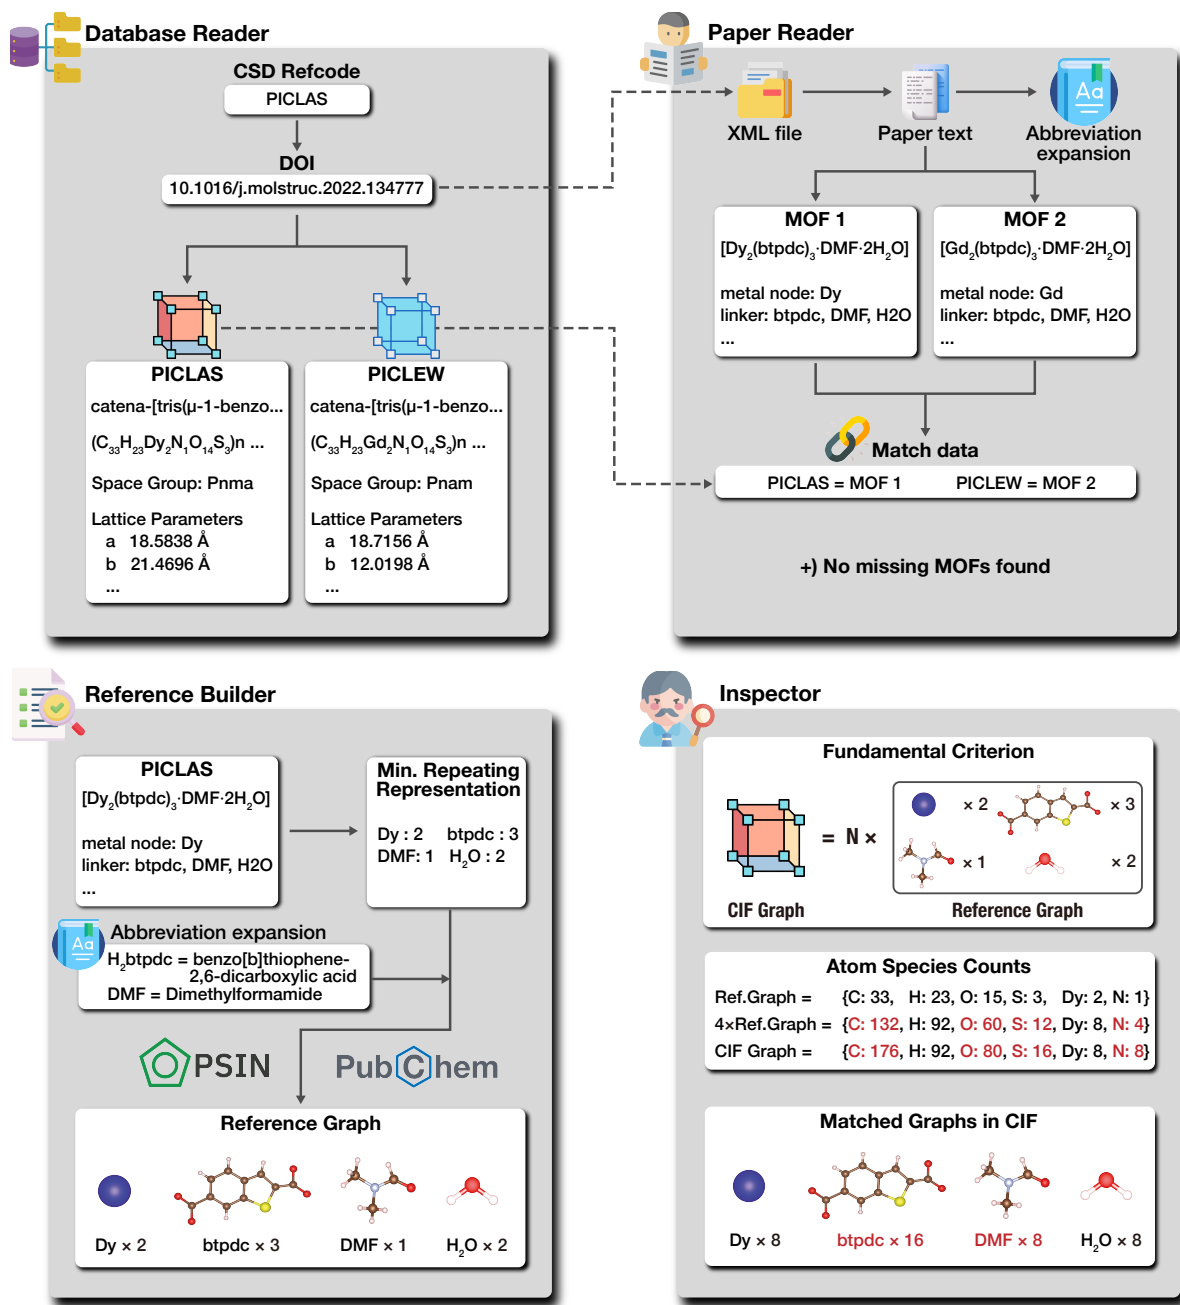 Database Reader
CSD Refcode
PICLAS
DOI
10.1016/j.molstruc.2022.134777
PICLAS
catena-[tris(μ-1-benzo...
(C₃₃H₂₃Dy₂N₁O₁₄S₃)n ...
Space Group: Pnma
Lattice Parameters
a 18.5838 Å
b 21.4696 Å
...
PICLEW
catena-[tris(μ-1-benzo...
(C₃₃H₂₃Gd₂N₁O₁₄S₃)n ...
Space Group: Pnam
Lattice Parameters
a 18.7156 Å
b 12.0198 Å
...
Paper Reader
XML file
Paper text
Aa
Abbreviation
expansion
MOF 1
[Dy₂(btpdc)₃·DMF·2H₂O]
metal node: Dy
linker: btpdc, DMF, H2O
...
MOF 2
[Gd₂(btpdc)₃·DMF·2H₂O]
metal node: Gd
linker: btpdc, DMF, H2O
...
Match data
PICLAS = MOF 1 PICLEW = MOF 2
+) No missing MOFs found
Reference Builder
PICLAS
[Dy₂(btpdc)₃·DMF·2H₂O]
metal node: Dy
linker: btpdc, DMF, H2O
...
Min. Repeating
Representation
Dy : 2 btpdc : 3
DMF: 1 H₂O : 2
Aa
Abbreviation expansion
H₂btpdc = benzo[b]thiophene-
2,6-dicarboxylic acid
DMF = Dimethylformamide
PSIN
PubChem
Reference Graph
Dy × 2 btpdc × 3 DMF × 1 H₂O × 2
Inspector
Fundamental Criterion
= N ×
× 2 × 3
× 1 × 2
CIF Graph
Reference Graph
Atom Species Counts
Ref.Graph = {C: 33, H: 23, O: 15, S: 3, Dy: 2, N: 1}
4×Ref.Graph = {C: 132, H: 92, O: 60, S: 12, Dy: 8, N: 4}
CIF Graph = {C: 176, H: 92, O: 80, S: 16, Dy: 8, N: 8}
Matched Graphs in CIF
Dy × 8 btpdc × 16 DMF × 8 H₂O × 8